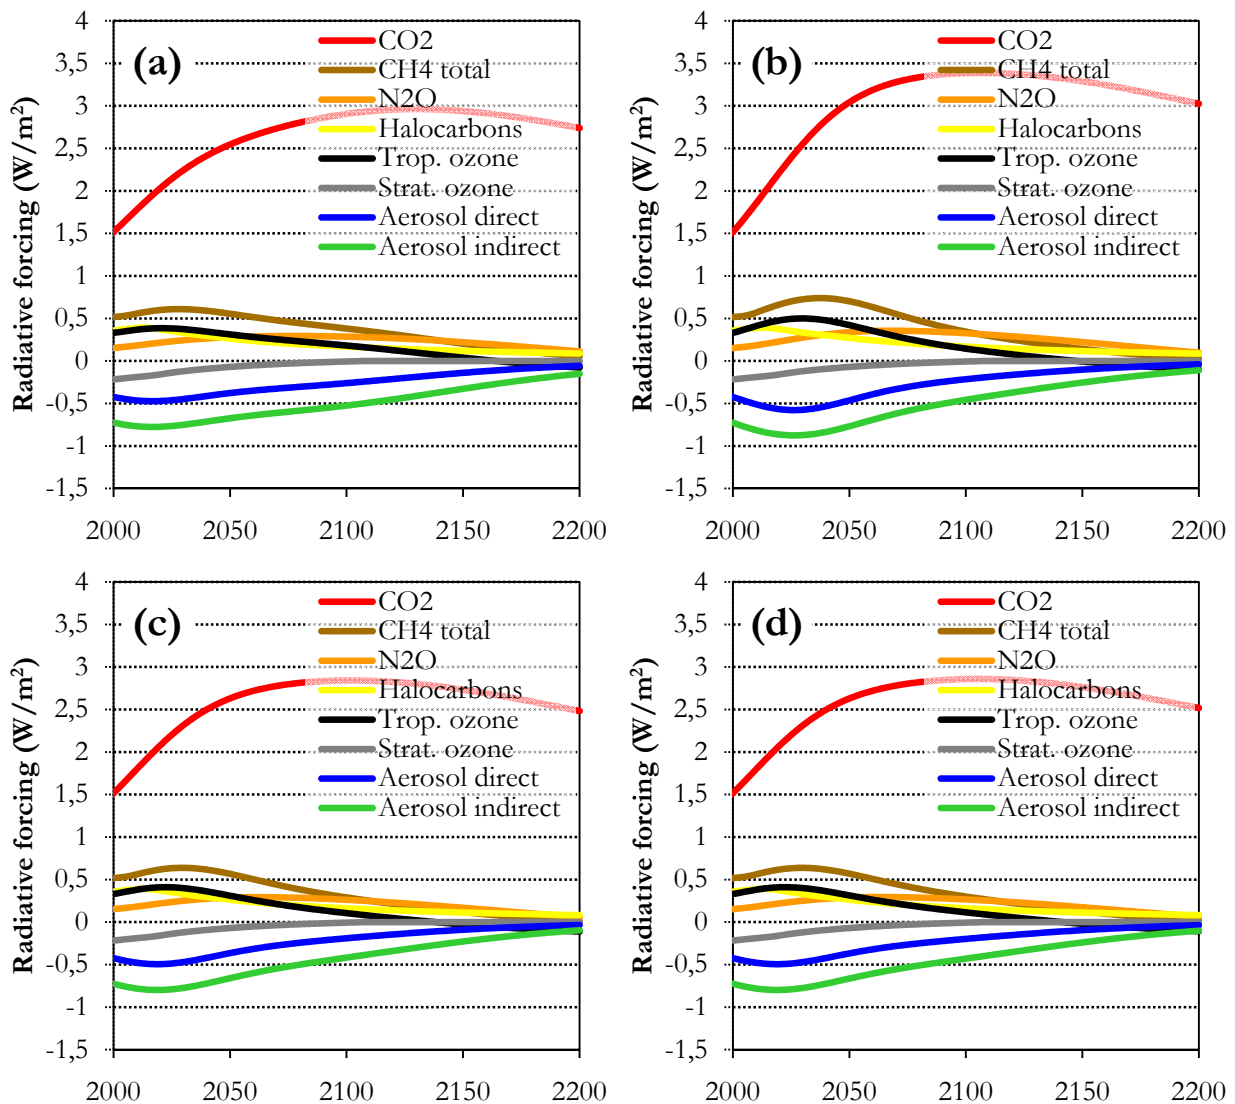 4
3,5
3
2,5
2
1,5
1
0,5
0
-0,5
-1
-1,5
Radiative forcing (W/m²)
(a)
CO2
CH4 total
N2O
Halocarbons
Trop. ozone
Strat. ozone
Aerosol direct
Aerosol indirect
2000 2050 2100 2150 2200
4
3,5
3
2,5
2
1,5
1
0,5
0
-0,5
-1
-1,5
Radiative forcing (W/m²)
(b)
CO2
CH4 total
N2O
Halocarbons
Trop. ozone
Strat. ozone
Aerosol direct
Aerosol indirect
2000 2050 2100 2150 2200
4
3,5
3
2,5
2
1,5
1
0,5
0
-0,5
-1
-1,5
Radiative forcing (W/m²)
(c)
CO2
CH4 total
N2O
Halocarbons
Trop. ozone
Strat. ozone
Aerosol direct
Aerosol indirect
2000 2050 2100 2150 2200
4
3,5
3
2,5
2
1,5
1
0,5
0
-0,5
-1
-1,5
Radiative forcing (W/m²)
(d)
CO2
CH4 total
N2O
Halocarbons
Trop. ozone
Strat. ozone
Aerosol direct
Aerosol indirect
2000 2050 2100 2150 2200